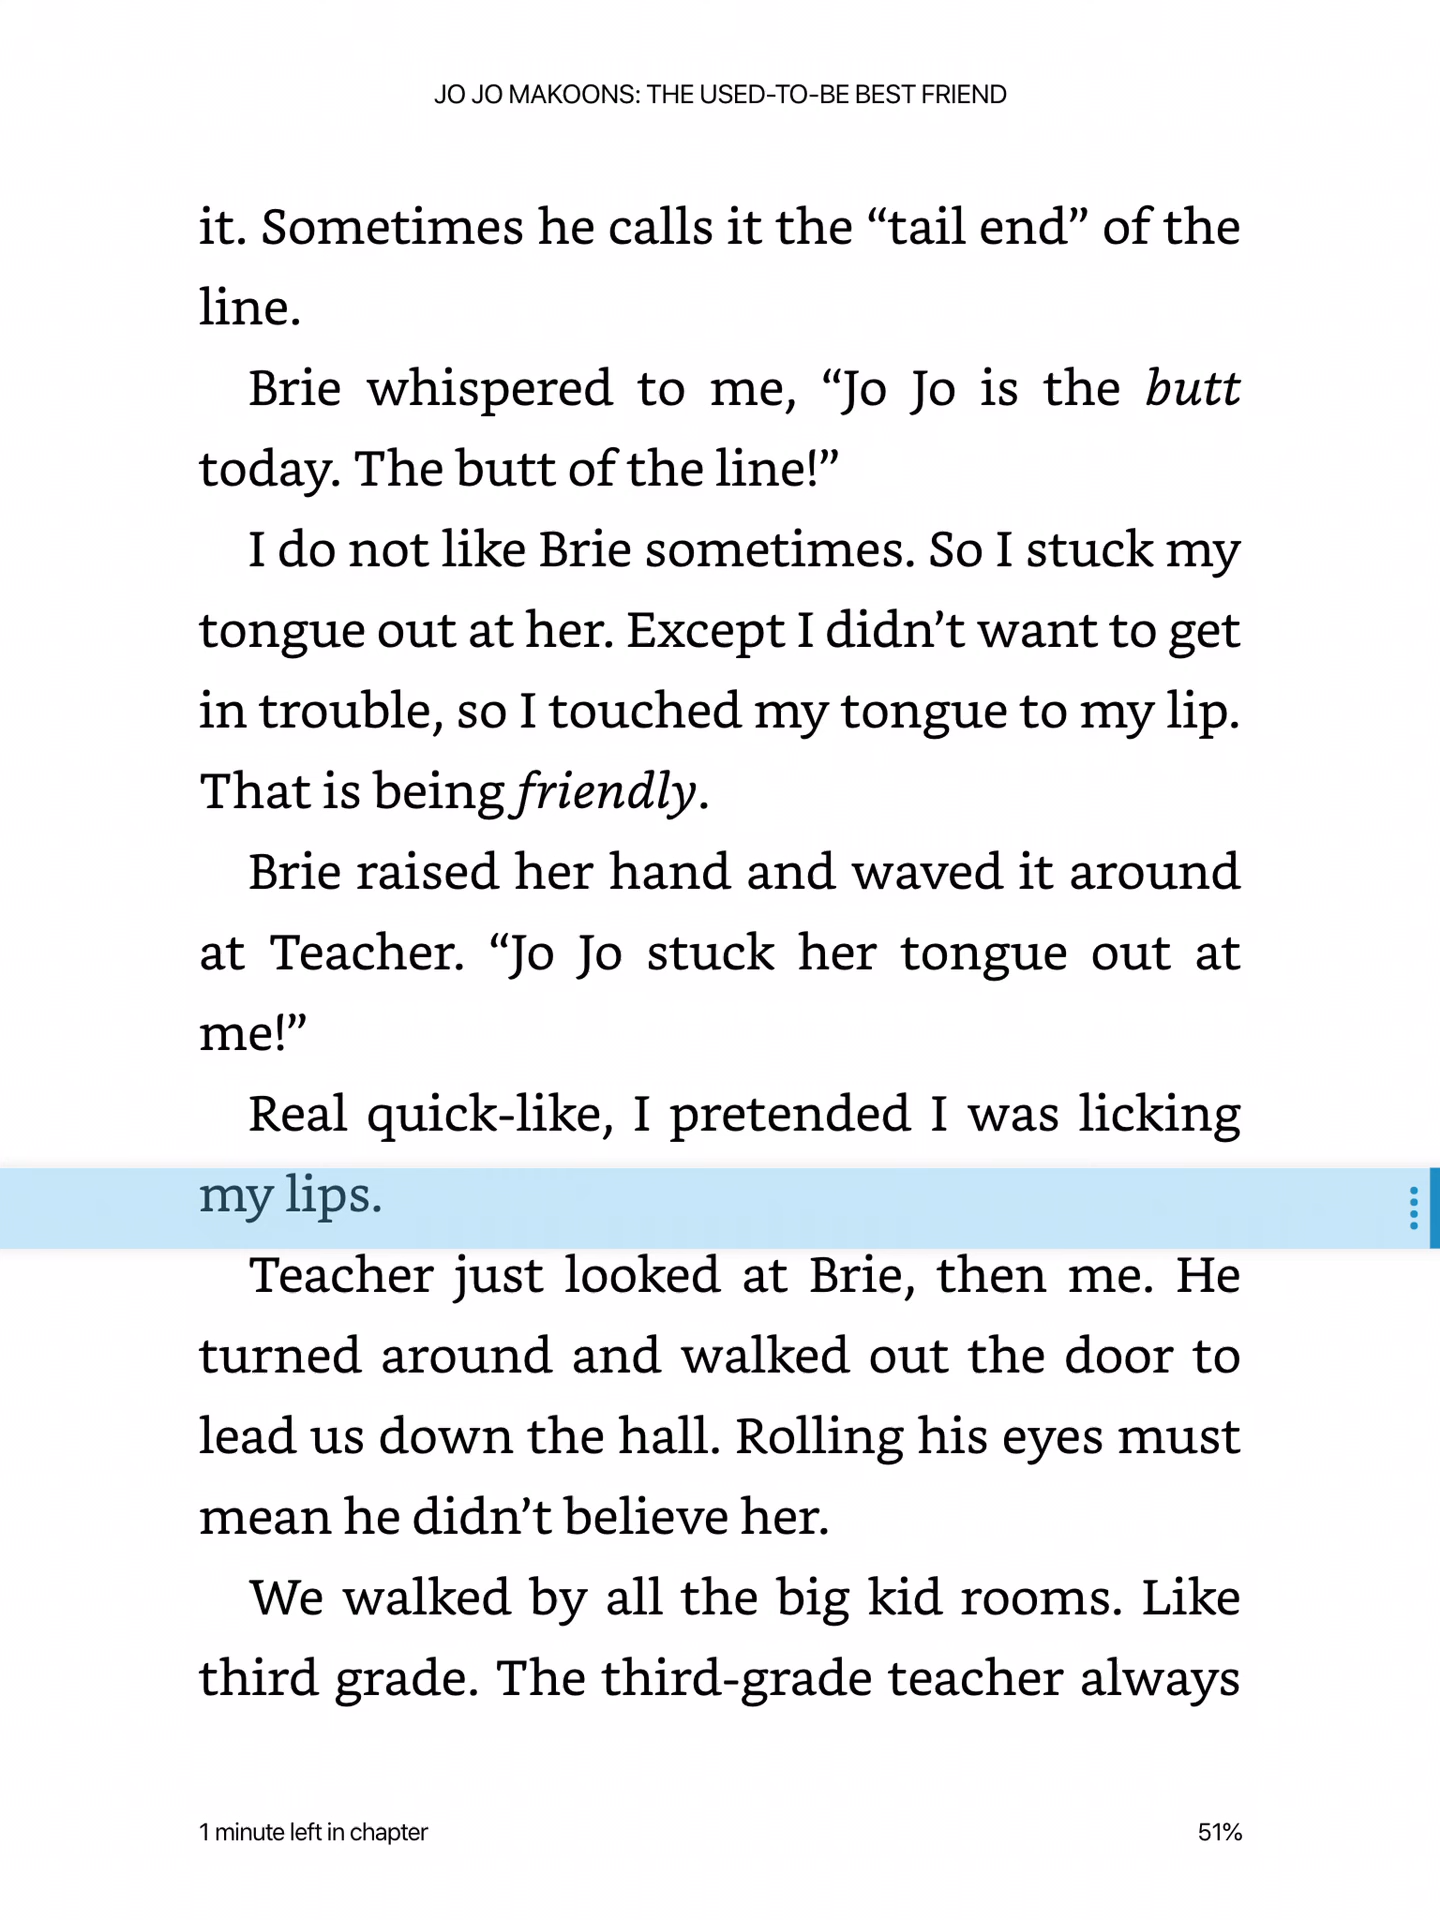 JO JO MAKOONS: THE USED-TO-BE BEST FRIEND
it. Sometimes he calls it the “tail end” of the
line.
Brie whispered to me, “Jo Jo is the butt
today. The butt of the line!”
I do not like Brie sometimes. So I stuck my
tongue out at her. Except I didn’t want to get
in trouble, so I touched my tongue to my lip.
That is being friendly.
Brie raised her hand and waved it around
at Teacher. “Jo Jo stuck her tongue out at
me!”
Real quick-like, I pretended I was licking
my lips.
Teacher just looked at Brie, then me. He
turned around and walked out the door to
lead us down the hall. Rolling his eyes must
mean he didn’t believe her.
We walked by all the big kid rooms. Like
third grade. The third-grade teacher always
1 minute left in chapter
51%